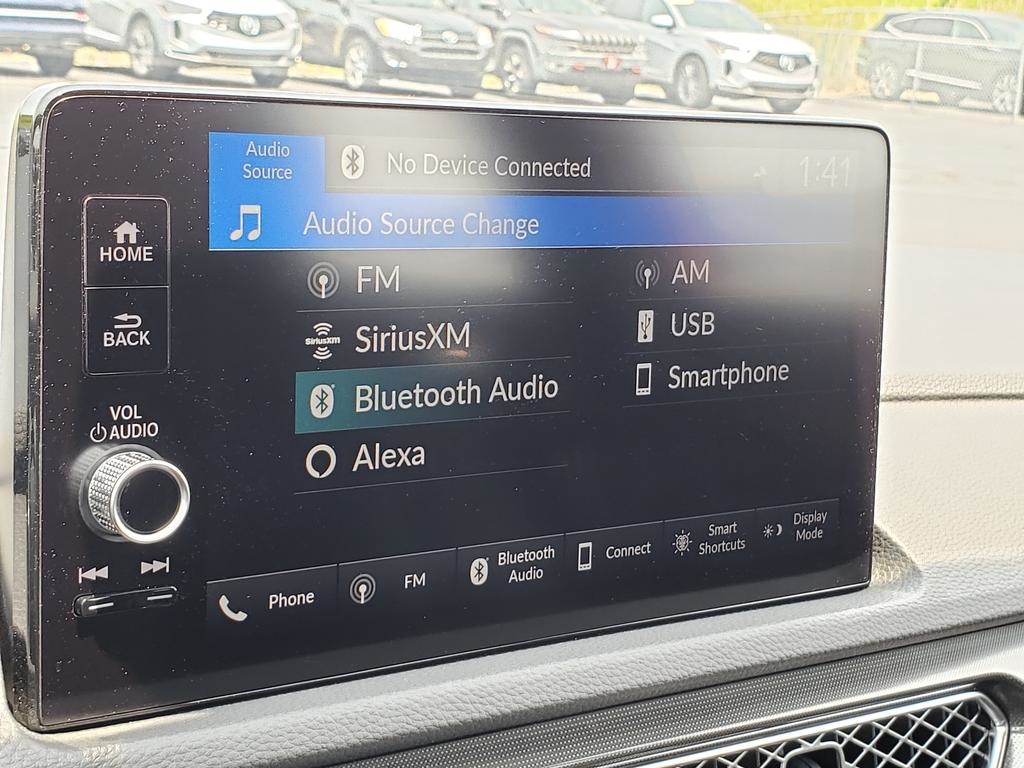 Audio
Source
No Device Connected
1:41
Audio Source Change
HOME
BACK
FM
AM
SiriusXM
SiriusXM
USB
Bluetooth Audio
Smartphone
Alexa
VOL
AUDIO
Phone
FM
Bluetooth
Audio
Connect
Smart
Shortcuts
Display
Mode